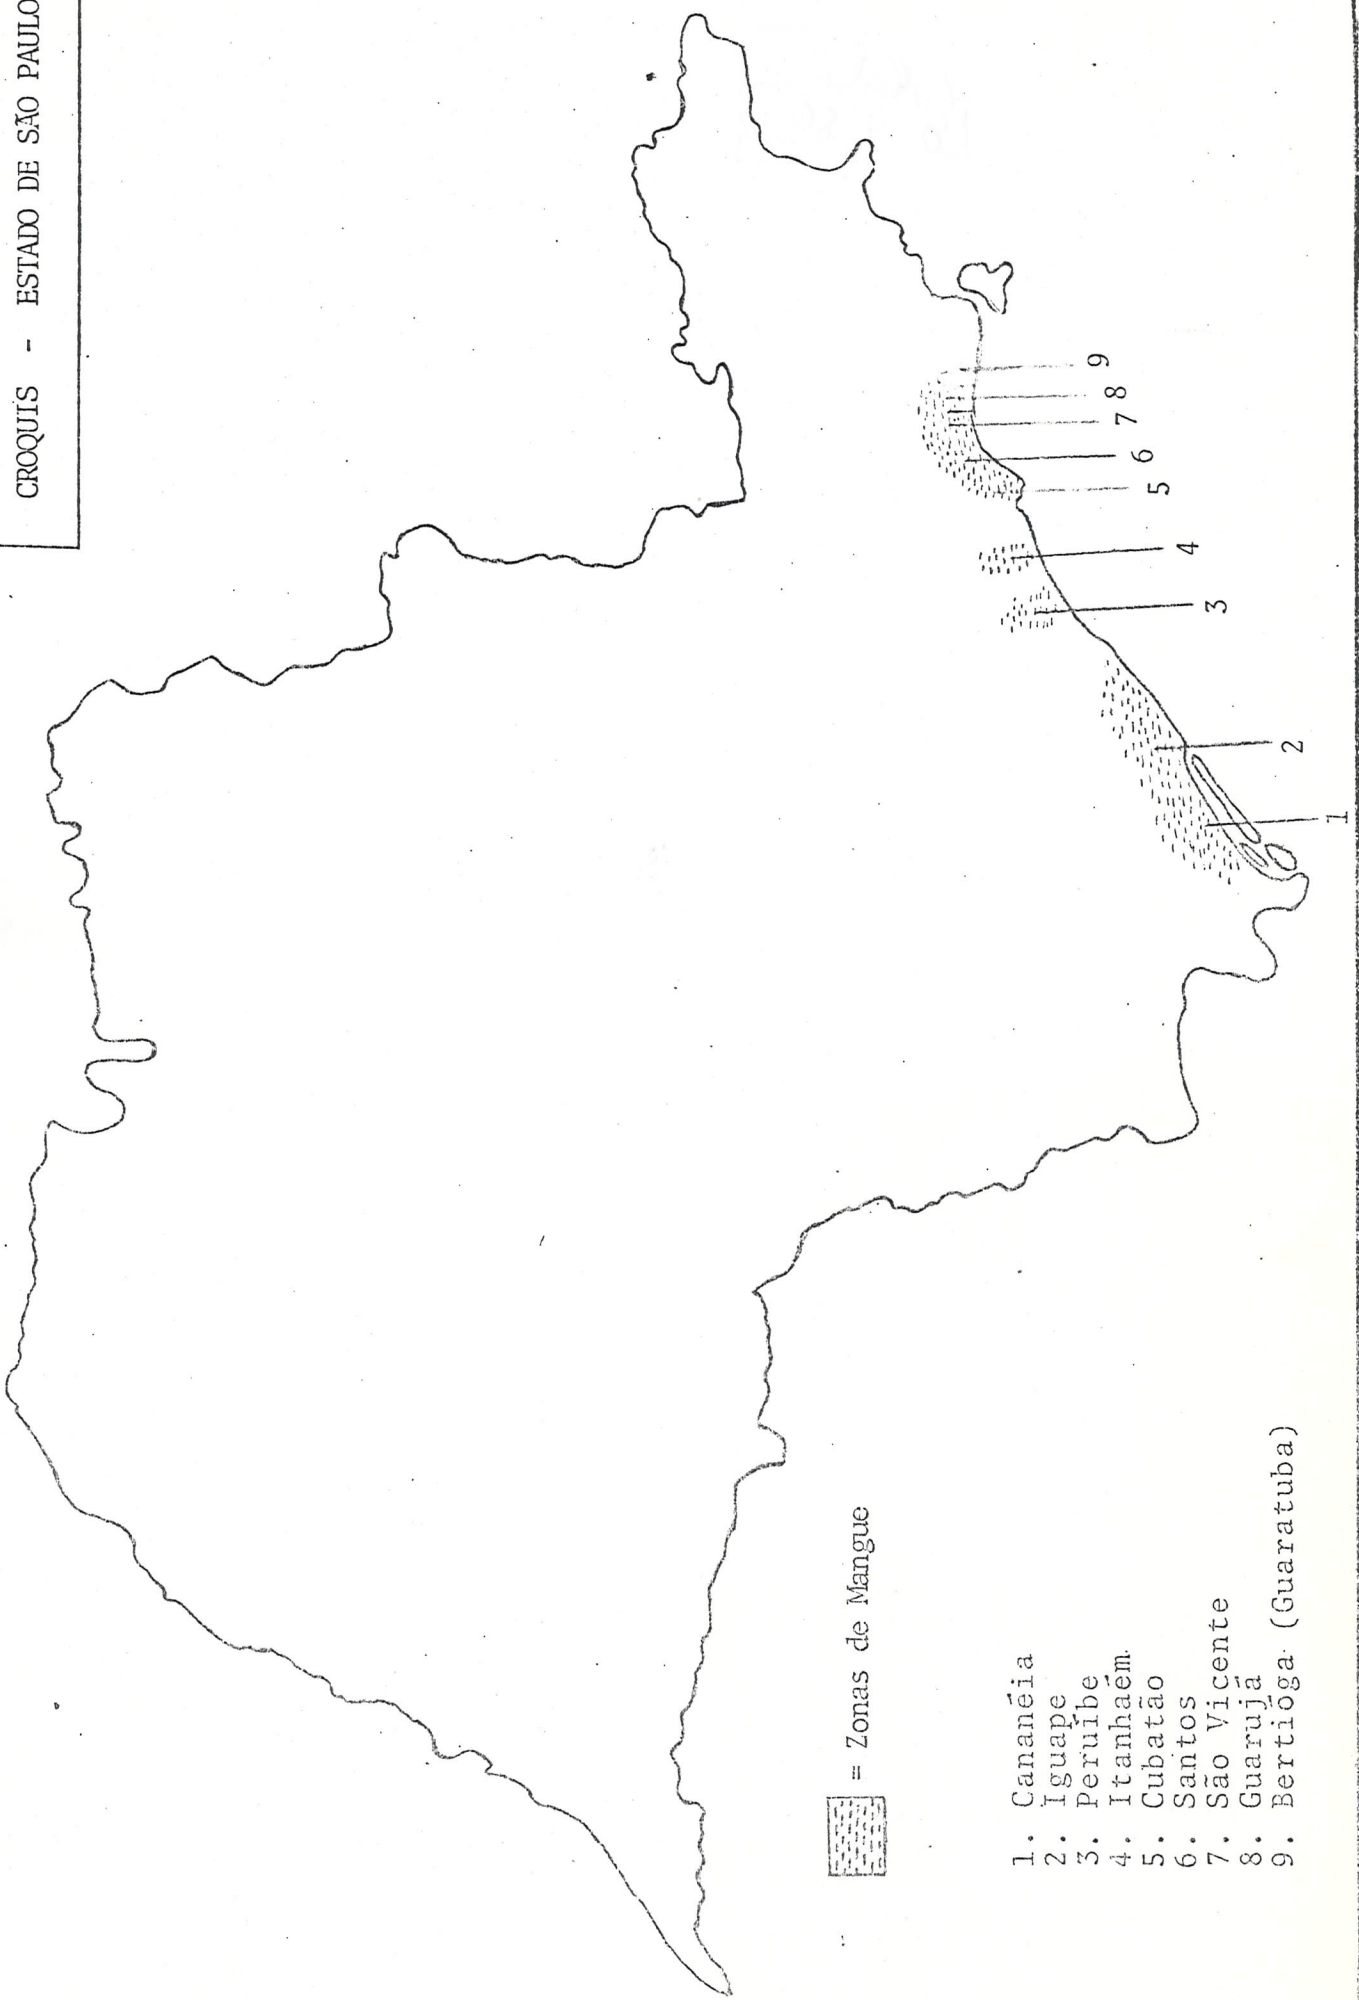 CROQUIS - ESTADO DE SÃO PAULO
9
8
7
6
5
4
3
2
1
= Zonas de Mangue
1. Cananéia
2. Iguape
3. Peruíbe
4. Itanhaém
5. Cubatão
6. Santos
7. São Vicente
8. Guarujá
9. Bertioga (Guaratuba)